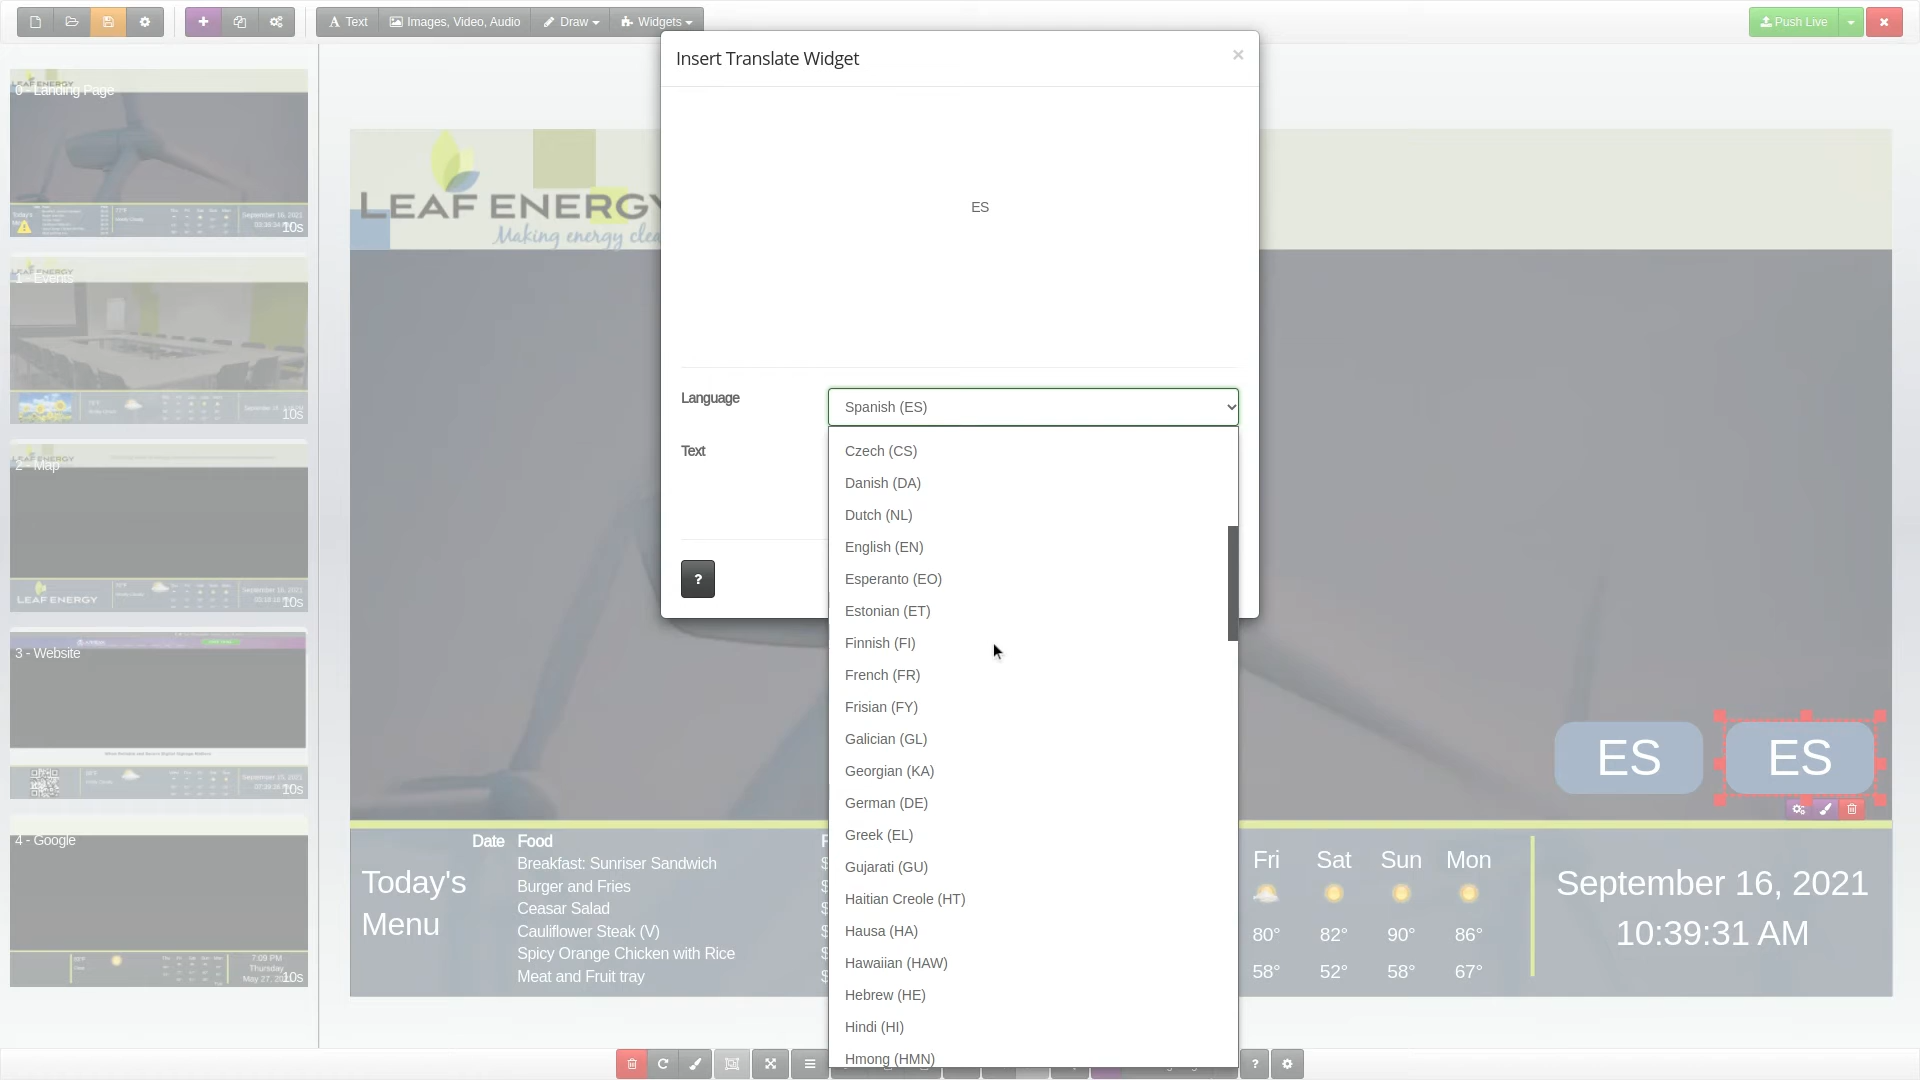 Text
Images, Video, Audio
Draw
Widgets
Push Live
Insert Translate Widget
×
ES
Language
Spanish (ES)
Text
Czech (CS)
Danish (DA)
Dutch (NL)
English (EN)
Esperanto (EO)
Estonian (ET)
Finnish (FI)
French (FR)
Frisian (FY)
Galician (GL)
Georgian (KA)
German (DE)
Greek (EL)
Gujarati (GU)
Haitian Creole (HT)
Hausa (HA)
Hawaiian (HAW)
Hebrew (HE)
Hindi (HI)
Hmong (HMN)
?
0 - Landing Page
10s
1 - Events
10s
2 - Map
LEAF ENERGY
10s
3 - Website
10s
4 - Google
7:09 PM
Thursday
10s
LEAF ENERGY
Making energy clea
ES
ES
Today's
Menu
Date Food
Breakfast: Sunriser Sandwich
Burger and Fries
Ceasar Salad
Cauliflower Steak (V)
Spicy Orange Chicken with Rice
Meat and Fruit tray
Fri Sat Sun Mon
80° 82° 90° 86°
58° 52° 58° 67°
September 16, 2021
10:39:31 AM
?